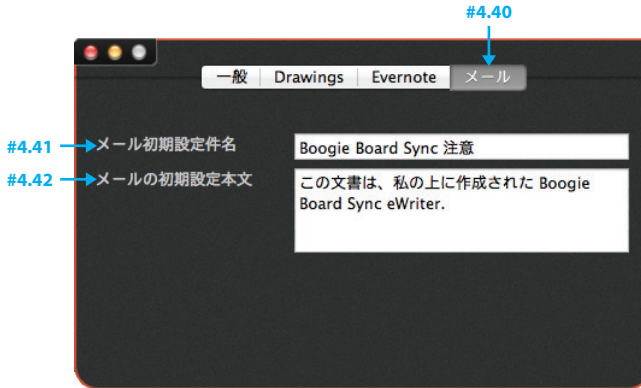 #4.40
一般 Drawings Evernote メール
#4.41 メール初期設定件名 Boogie Board Sync 注意
#4.42 メールの初期設定本文 この文書は、私の上に作成された Boogie
Board Sync eWriter.